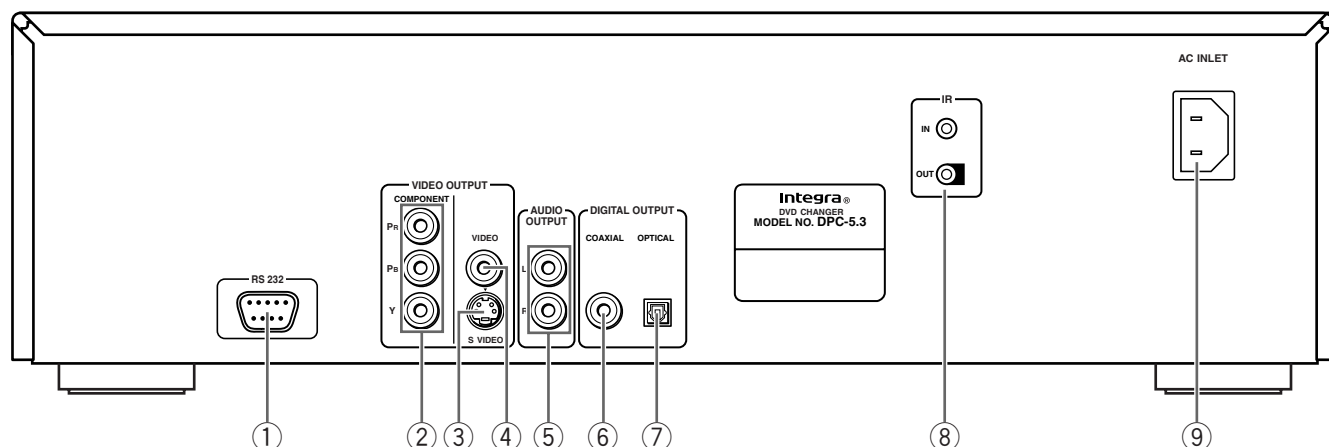 AC INLET
IR
IN
OUT
VIDEO OUTPUT
COMPONENT
PR
PB
Y
VIDEO
S VIDEO
AUDIO
OUTPUT
L
R
DIGITAL OUTPUT
COAXIAL OPTICAL
Integra®
DVD CHANGER
MODEL NO. DPC-5.3
RS 232
① ② ③ ④ ⑤ ⑥ ⑦ ⑧ ⑨